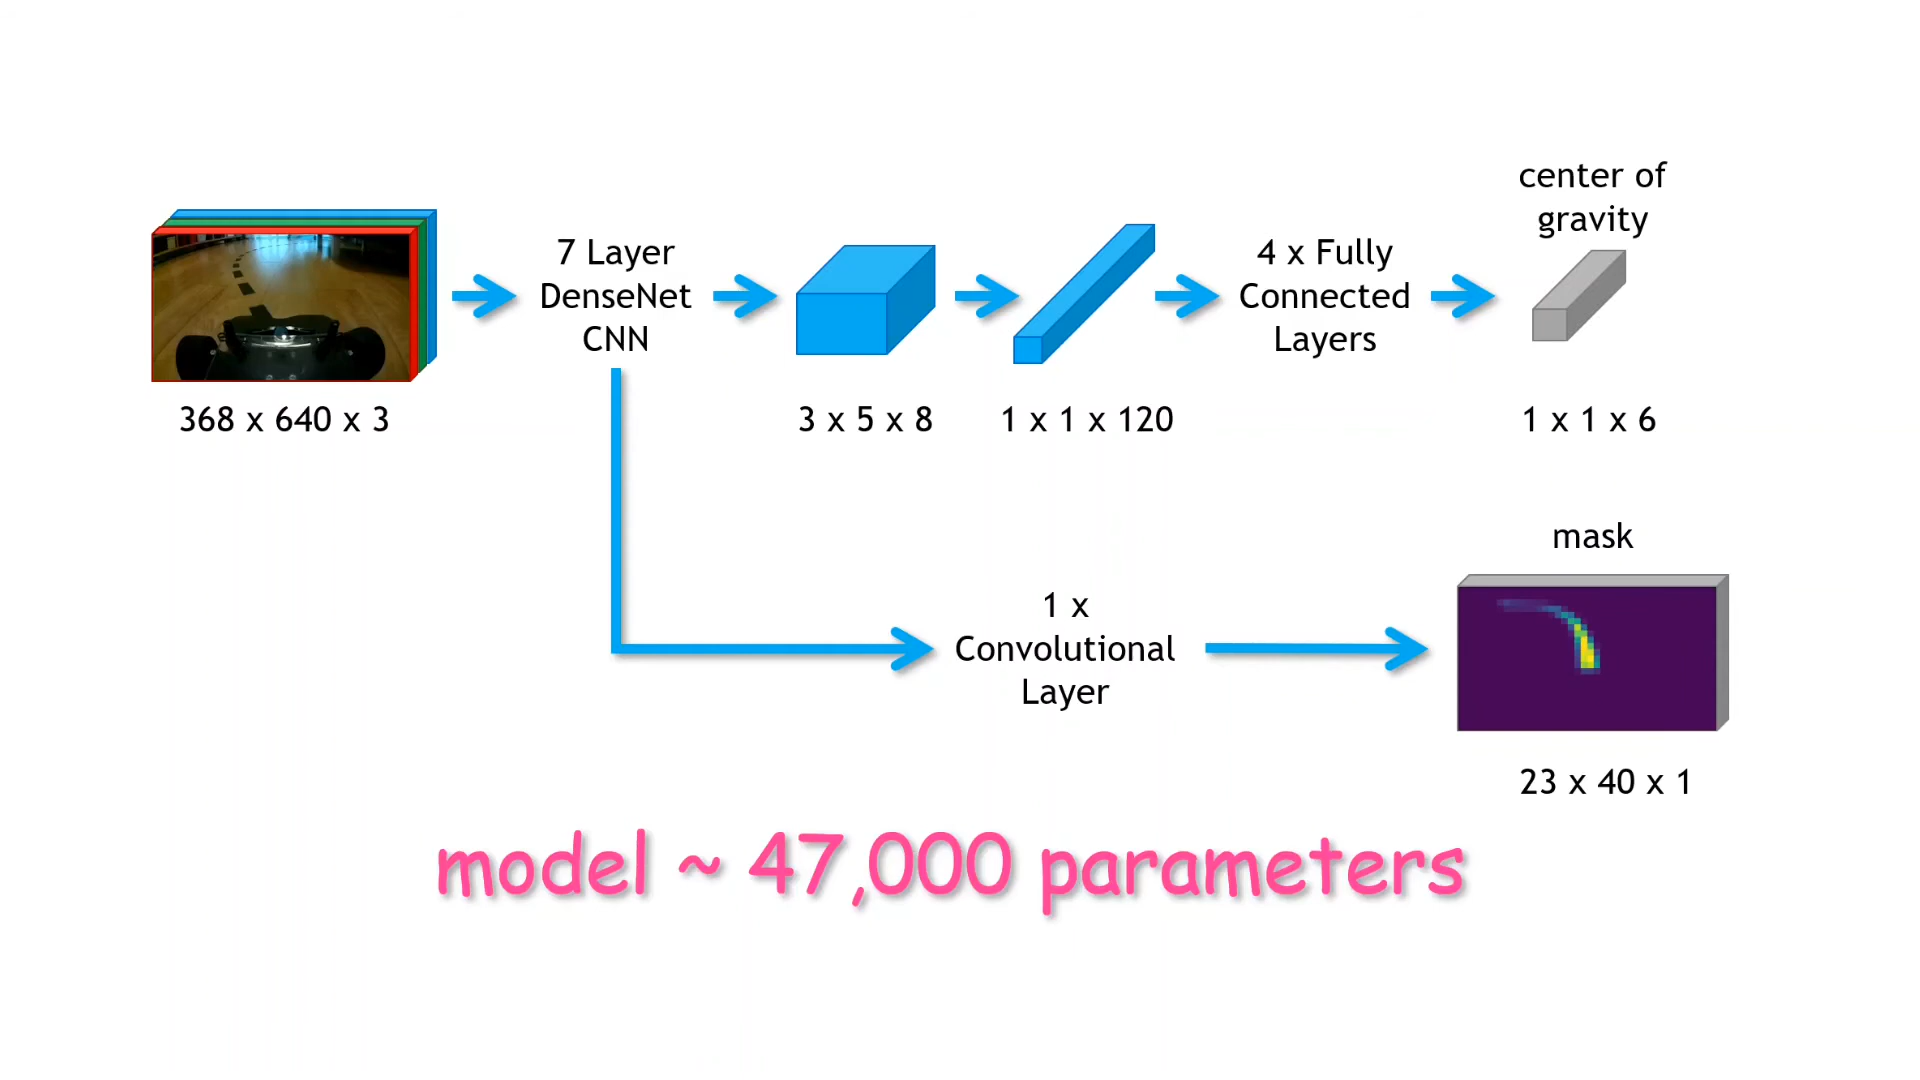 center of
gravity
7 Layer
DenseNet
CNN
4 x Fully
Connected
Layers
368 x 640 x 3
3 x 5 x 8
1 x 1 x 120
1 x 1 x 6
mask
1 x
Convolutional
Layer
23 x 40 x 1
model ~ 47,000 parameters